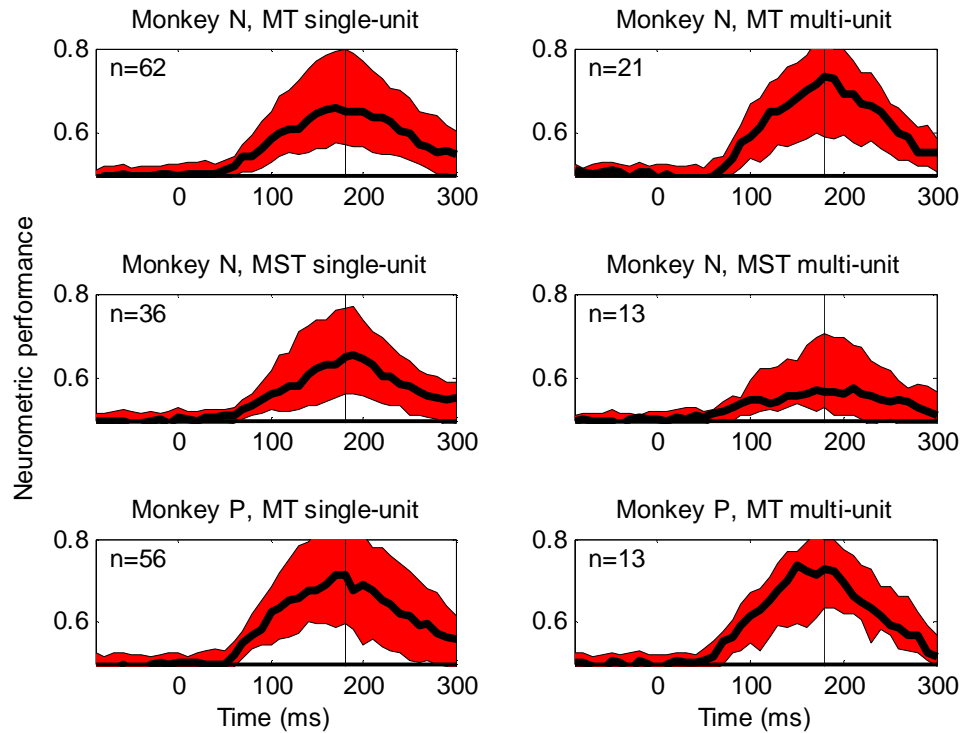 Monkey N, MT single-unit
Monkey N, MT multi-unit
0.8
n=62
0.6
0
100
200
300
0.8
n=21
0.6
0
100
200
300
Monkey N, MST single-unit
Monkey N, MST multi-unit
Neurometric performance
0.8
n=36
0.6
0
100
200
300
0.8
n=13
0.6
0
100
200
300
Monkey P, MT single-unit
Monkey P, MT multi-unit
0.8
n=56
0.6
0
100
200
300
Time (ms)
0.8
n=13
0.6
0
100
200
300
Time (ms)